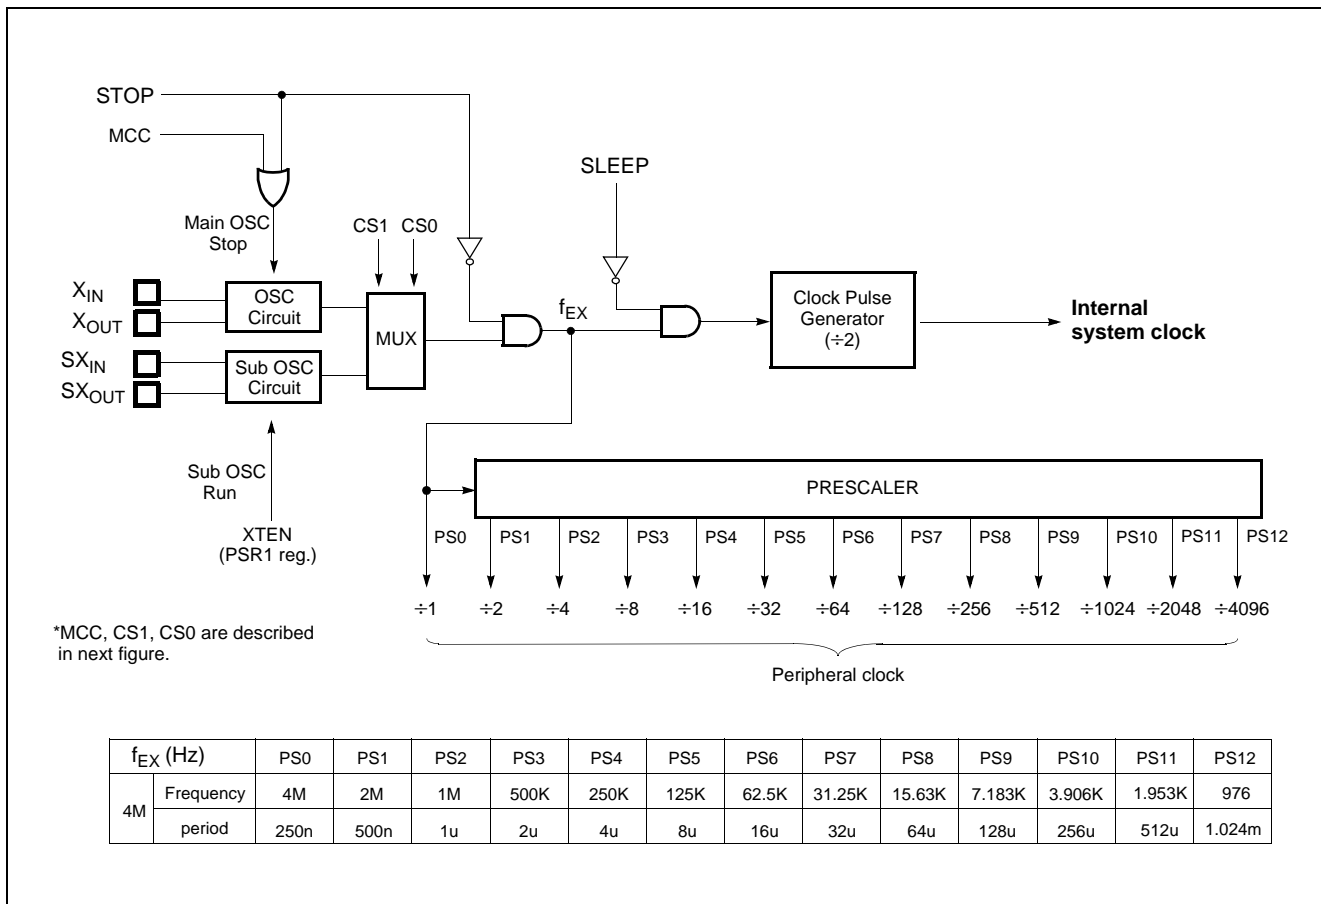 STOP
MCC
SLEEP
Main OSC
Stop
CS1 CS0
XIN
XOUT
SXIN
SXOUT
OSC
Circuit
Sub OSC
Circuit
MUX
fEX
Clock Pulse
Generator
(÷2)
Internal
system clock
Sub OSC
Run
XTEN
(PSR1 reg.)
PRESCALER
PS0 PS1 PS2 PS3 PS4 PS5 PS6 PS7 PS8 PS9 PS10 PS11 PS12
÷1 ÷2 ÷4 ÷8 ÷16 ÷32 ÷64 ÷128 ÷256 ÷512 ÷1024 ÷2048 ÷4096
*MCC, CS1, CS0 are described
in next figure.
Peripheral clock
fEX (Hz) PS0 PS1 PS2 PS3 PS4 PS5 PS6 PS7 PS8 PS9 PS10 PS11 PS12
4M Frequency 4M 2M 1M 500K 250K 125K 62.5K 31.25K 15.63K 7.183K 3.906K 1.953K 976
period 250n 500n 1u 2u 4u 8u 16u 32u 64u 128u 256u 512u 1.024m